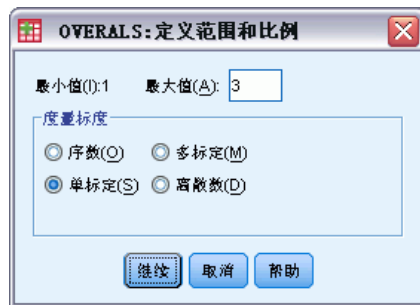 OVERALS:定义范围和比例
最小值(I):1 最大值(A): 3
度量标度
序数(O) 多标定(M)
单标定(S) 离散数(D)
继续 取消 帮助